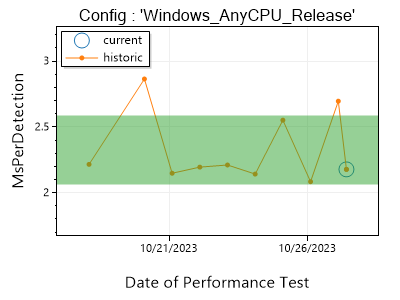 Config : 'Windows_AnyCPU_Release'
current
historic
MsPerDetection
3
2.5
2
10/21/2023
10/26/2023
Date of Performance Test